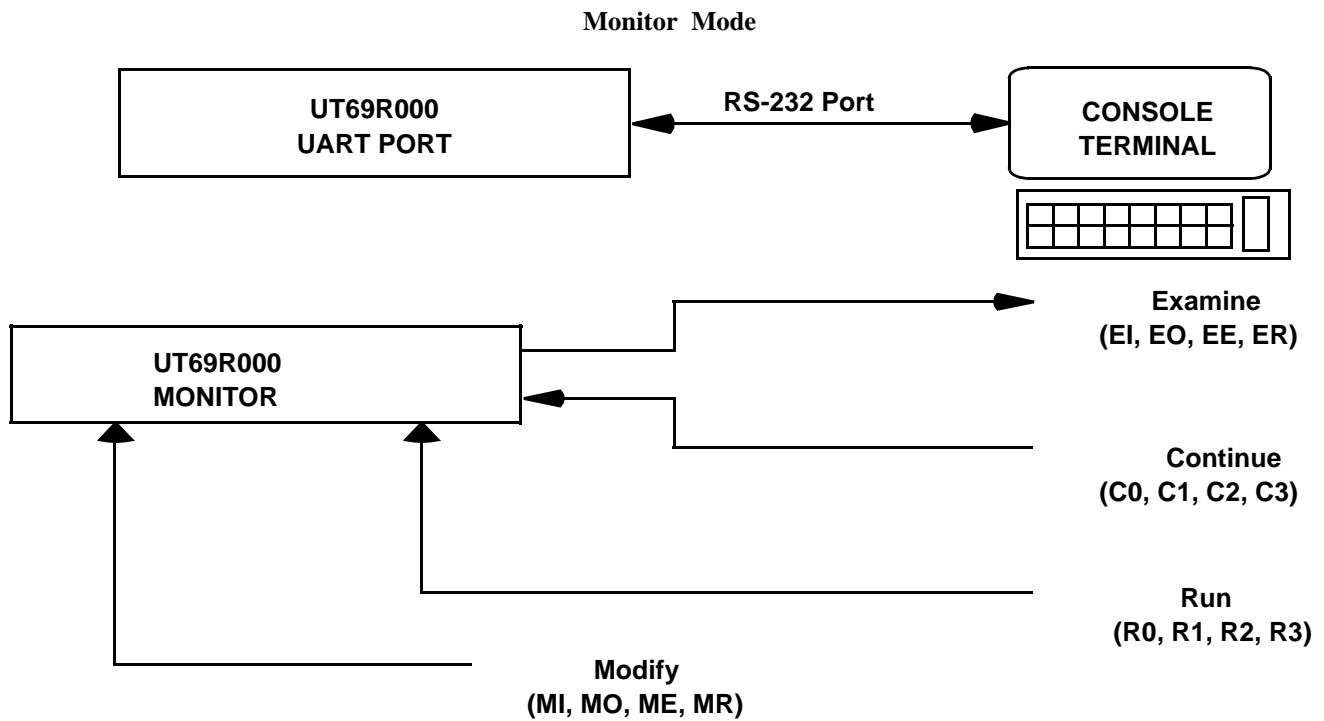 Monitor Mode
UT69R000
UART PORT
RS-232 Port
CONSOLE
TERMINAL
UT69R000
MONITOR
Examine
(EI, EO, EE, ER)
Continue
(C0, C1, C2, C3)
Run
(R0, R1, R2, R3)
Modify
(MI, MO, ME, MR)